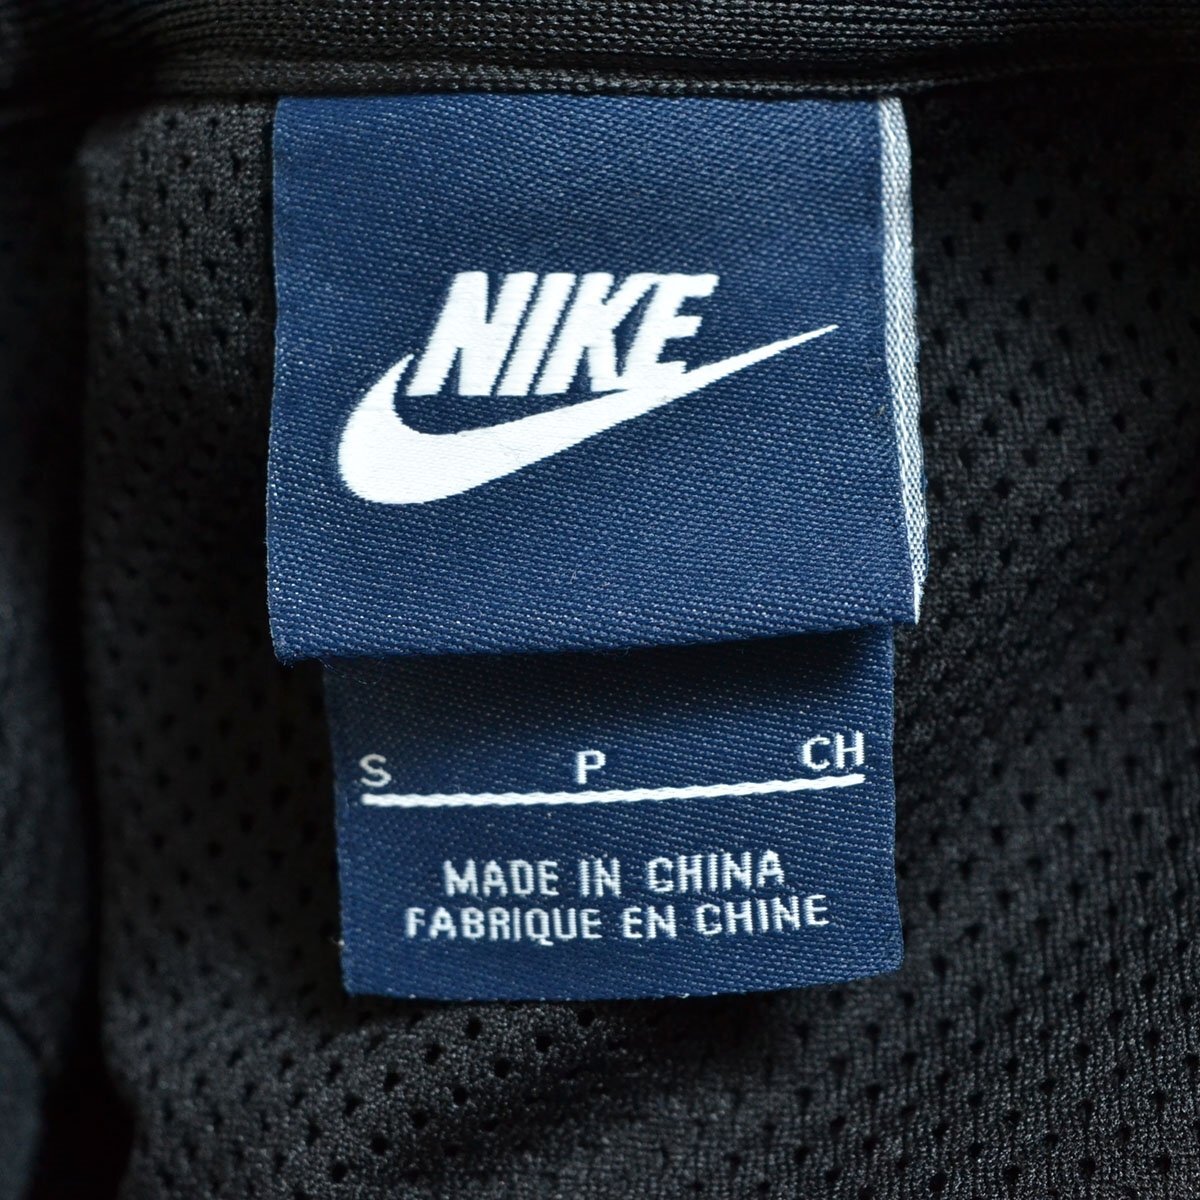 NIKE
S P CH
MADE IN CHINA
FABRIQUE EN CHINE